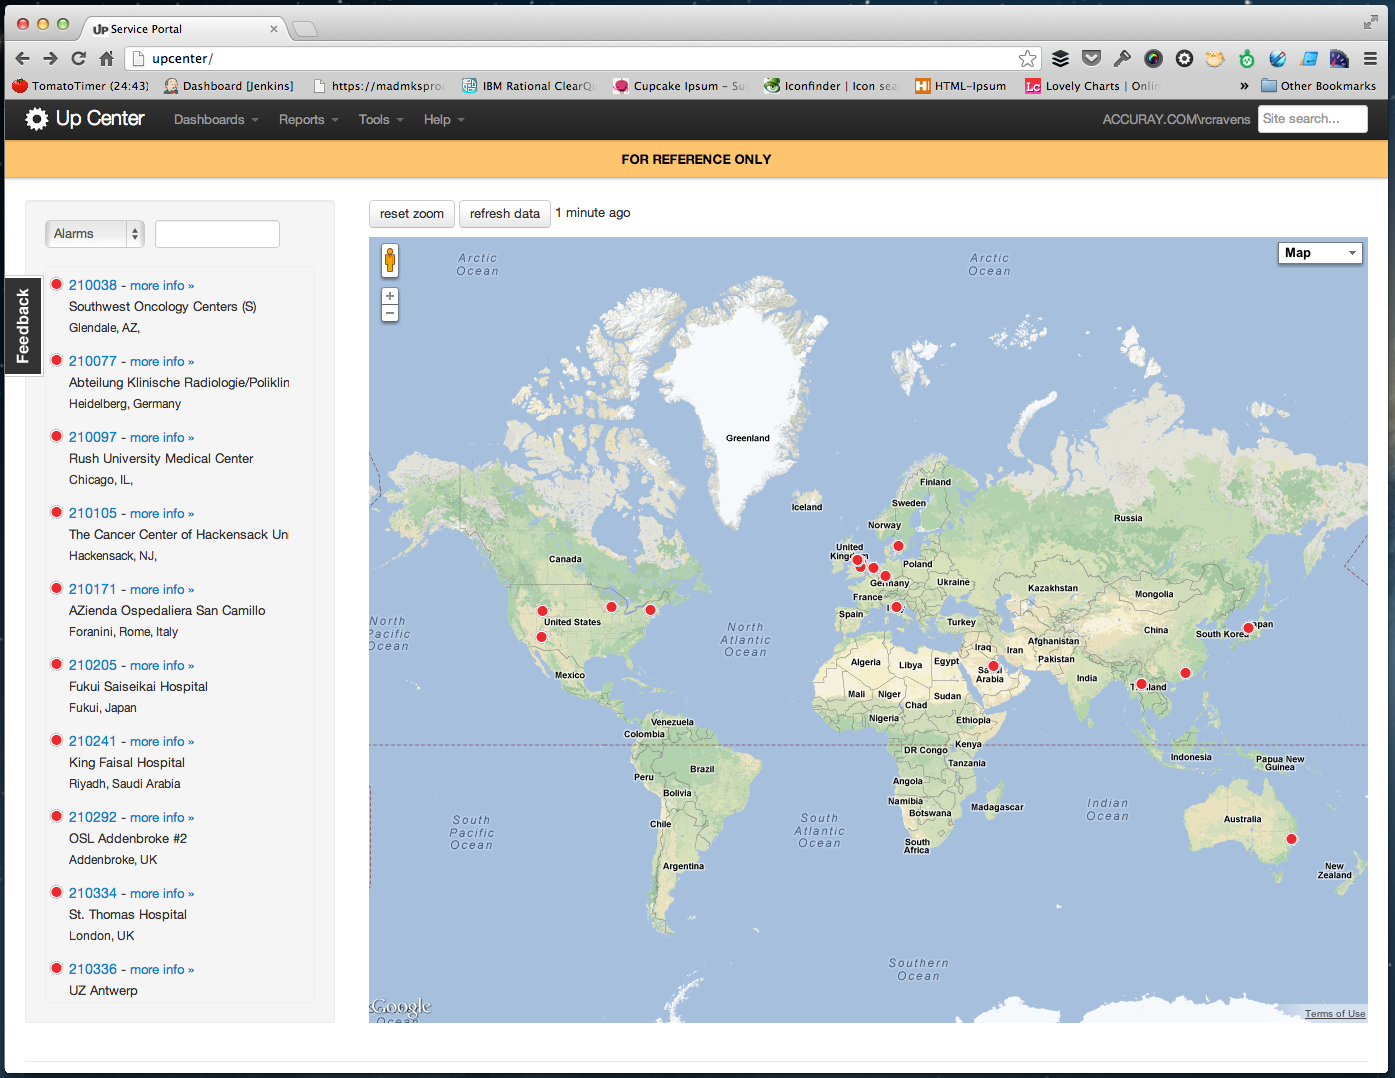 Up Service Portal
upcenter/
TomatoTimer (24:43)
Dashboard [Jenkins]
https://madmksproc
IBM Rational ClearQu
Cupcake Ipsum – Su
Iconfinder | Icon sea
HTML-Ipsum
Lovely Charts | Onlin
»
Other Bookmarks
Up Center
Dashboards
Reports
Tools
Help
ACCURAY.COM\rcravens
Site search...
FOR REFERENCE ONLY
Alarms
Feedback
210038 - more info »
Southwest Oncology Centers (S)
Glendale, AZ,
210077 - more info »
Abteilung Klinische Radiologie/Poliklin
Heidelberg, Germany
210097 - more info »
Rush University Medical Center
Chicago, IL,
210105 - more info »
The Cancer Center of Hackensack Uni
Hackensack, NJ,
210171 - more info »
AZienda Ospedaliera San Camillo
Foranini, Rome, Italy
210205 - more info »
Fukui Saiseikai Hospital
Fukui, Japan
210241 - more info »
King Faisal Hospital
Riyadh, Saudi Arabia
210292 - more info »
OSL Addenbroke #2
Addenbroke, UK
210334 - more info »
St. Thomas Hospital
London, UK
210336 - more info »
UZ Antwerp
reset zoom
refresh data
1 minute ago
Map
Arctic
Ocean
Arctic
Ocean
Greenland
Iceland
Finland
Sweden
Norway
Russia
United
Kingdom
Poland
Germany
Ukraine
France
Spain
Kazakhstan
Mongolia
Canada
United States
North
Pacific
Ocean
North
Atlantic
Ocean
Turkey
China
South Korea
Japan
Afghanistan
Iraq
Iran
Pakistan
Algeria
Libya
Egypt
Saudi
Arabia
India
Thailand
Mexico
Mali
Niger
Sudan
Chad
Nigeria
Ethiopia
Venezuela
Colombia
DR Congo
Kenya
Tanzania
Indonesia
Papua New
Guinea
Peru
Brazil
Bolivia
Angola
Namibia
Botswana
Madagascar
Indian
Ocean
South
Pacific
Ocean
Chile
South
Atlantic
Ocean
South
Africa
Australia
Argentina
New
Zealand
Southern
Ocean
Google
Ocean
Terms of Use